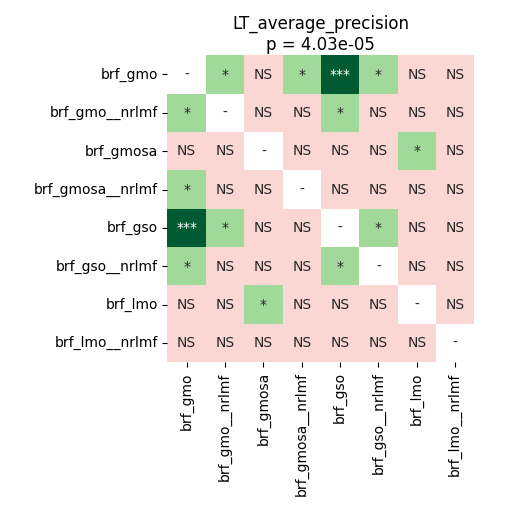 LT_average_precision
p = 4.03e-05
brf_gmo - * NS * *** * NS NS
brf_gmo__nrlmf * - NS NS * NS NS NS
brf_gmosa NS NS - NS NS NS * NS
brf_gmosa__nrlmf * NS NS - NS NS NS NS
brf_gso *** * NS NS - * NS NS
brf_gso__nrlmf * NS NS NS * - NS NS
brf_lmo NS NS * NS NS NS - NS
brf_lmo__nrlmf NS NS NS NS NS NS NS -
brf_gmo
brf_gmo__nrlmf
brf_gmosa
brf_gmosa__nrlmf
brf_gso
brf_gso__nrlmf
brf_lmo
brf_lmo__nrlmf